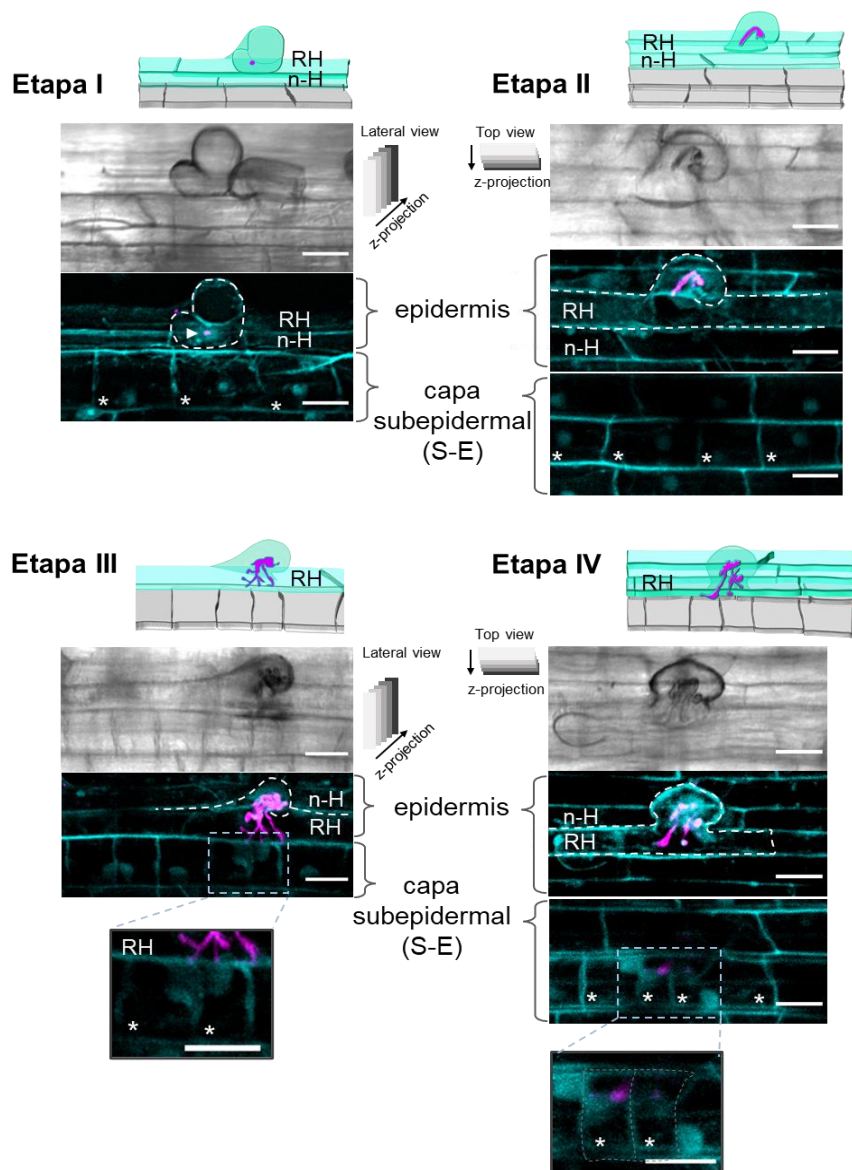 Etapa I
RH
n-H
Lateral view
z-projection
RH
n-H
*
*
*
Etapa II
RH
n-H
Top view
z-projection
RH
n-H
*
*
*
*
epidermis
capa
subepidermal
(S-E)
Etapa III
RH
Lateral view
z-projection
n-H
RH
RH
*
*
Etapa IV
RH
Top view
z-projection
n-H
RH
*
*
*
*
*
*
epidermis
capa
subepidermal
(S-E)